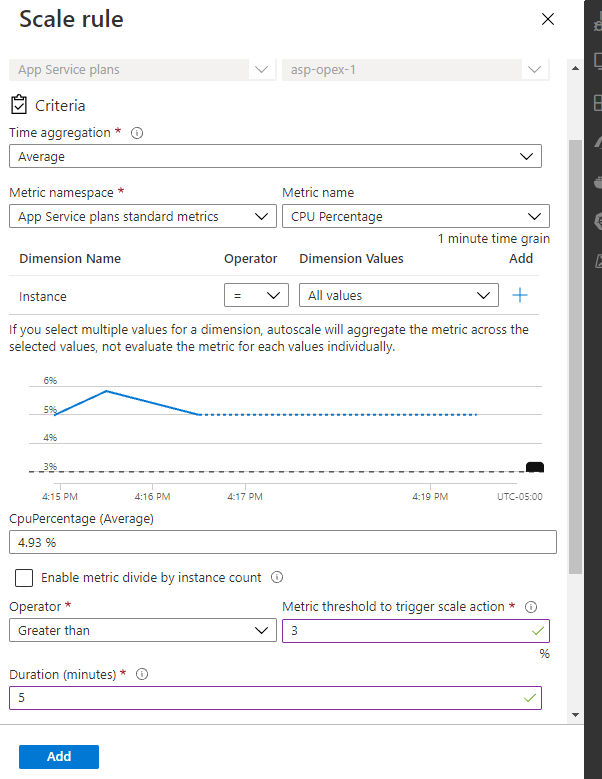 Scale rule
App Service plans
asp-opex-1
Criteria
Time aggregation *
Average
Metric namespace *
Metric name
App Service plans standard metrics
CPU Percentage
1 minute time grain
Dimension Name Operator Dimension Values Add
Instance = All values
If you select multiple values for a dimension, autoscale will aggregate the metric across the
selected values, not evaluate the metric for each values individually.
6%
5%
4%
3%
4:15 PM 4:16 PM 4:17 PM 4:19 PM UTC-05:00
CpuPercentage (Average)
4.93 %
Enable metric divide by instance count
Operator *
Metric threshold to trigger scale action *
Greater than
3
%
Duration (minutes) *
5
Add